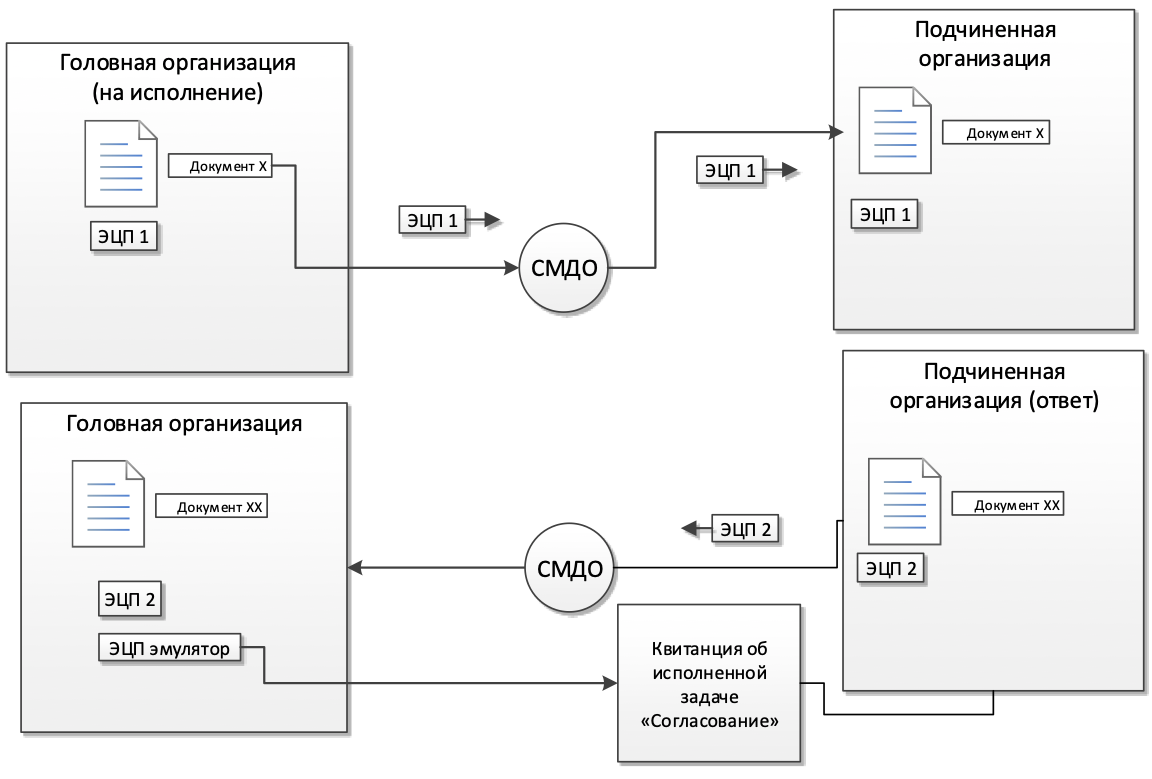 Головная организация
(на исполнение)
Документ X
ЭЦП 1
ЭЦП 1
СМДО
ЭЦП 1
Подчиненная
организация
Документ X
ЭЦП 1
Головная организация
Документ XX
ЭЦП 2
ЭЦП эмулятор
СМДО
ЭЦП 2
Квитанция об
исполненной
задаче
«Согласование»
Подчиненная
организация (ответ)
Документ XX
ЭЦП 2